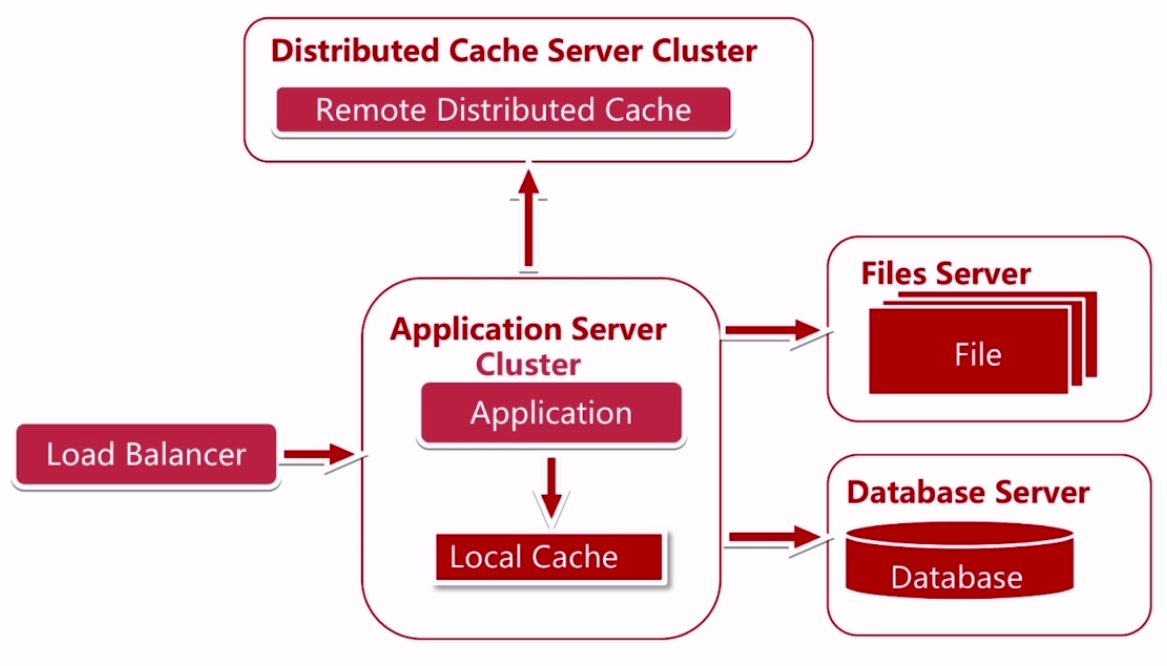 Distributed Cache Server Cluster
Remote Distributed Cache
Files Server
File
Application Server
Cluster
Application
Load Balancer
Local Cache
Database Server
Database